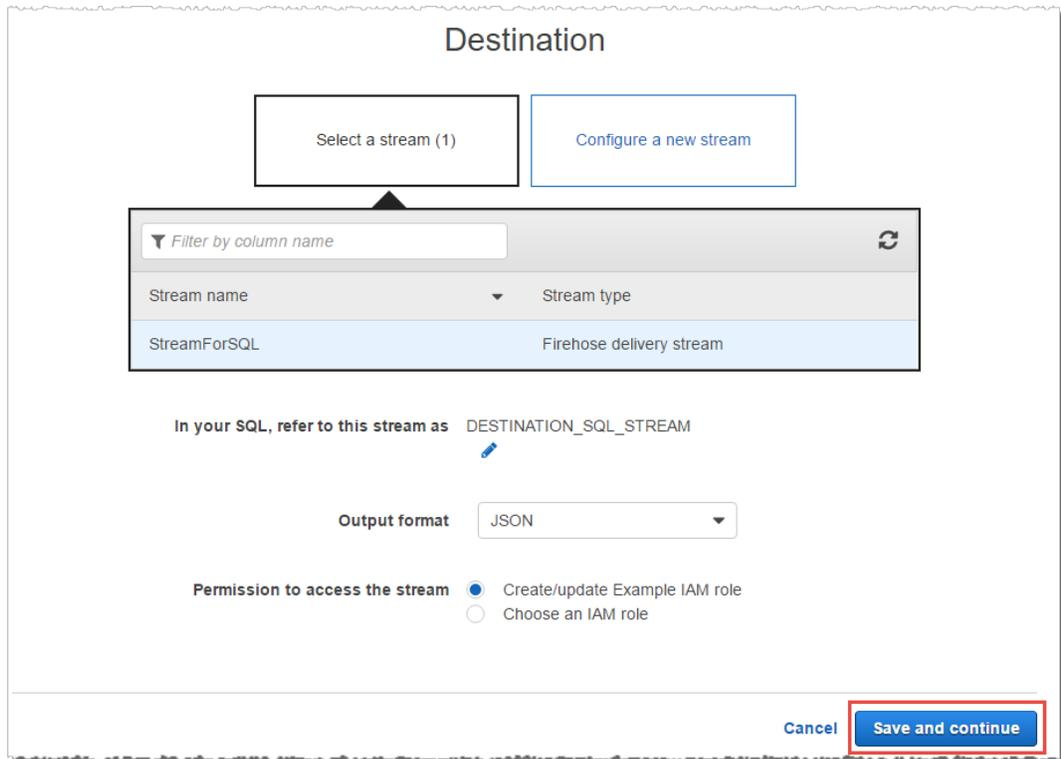 Destination
Select a stream (1)
Configure a new stream
Filter by column name
Stream name Stream type
StreamForSQL Firehose delivery stream
In your SQL, refer to this stream as DESTINATION_SQL_STREAM
Output format JSON
Permission to access the stream Create/update Example IAM role
Choose an IAM role
Cancel Save and continue